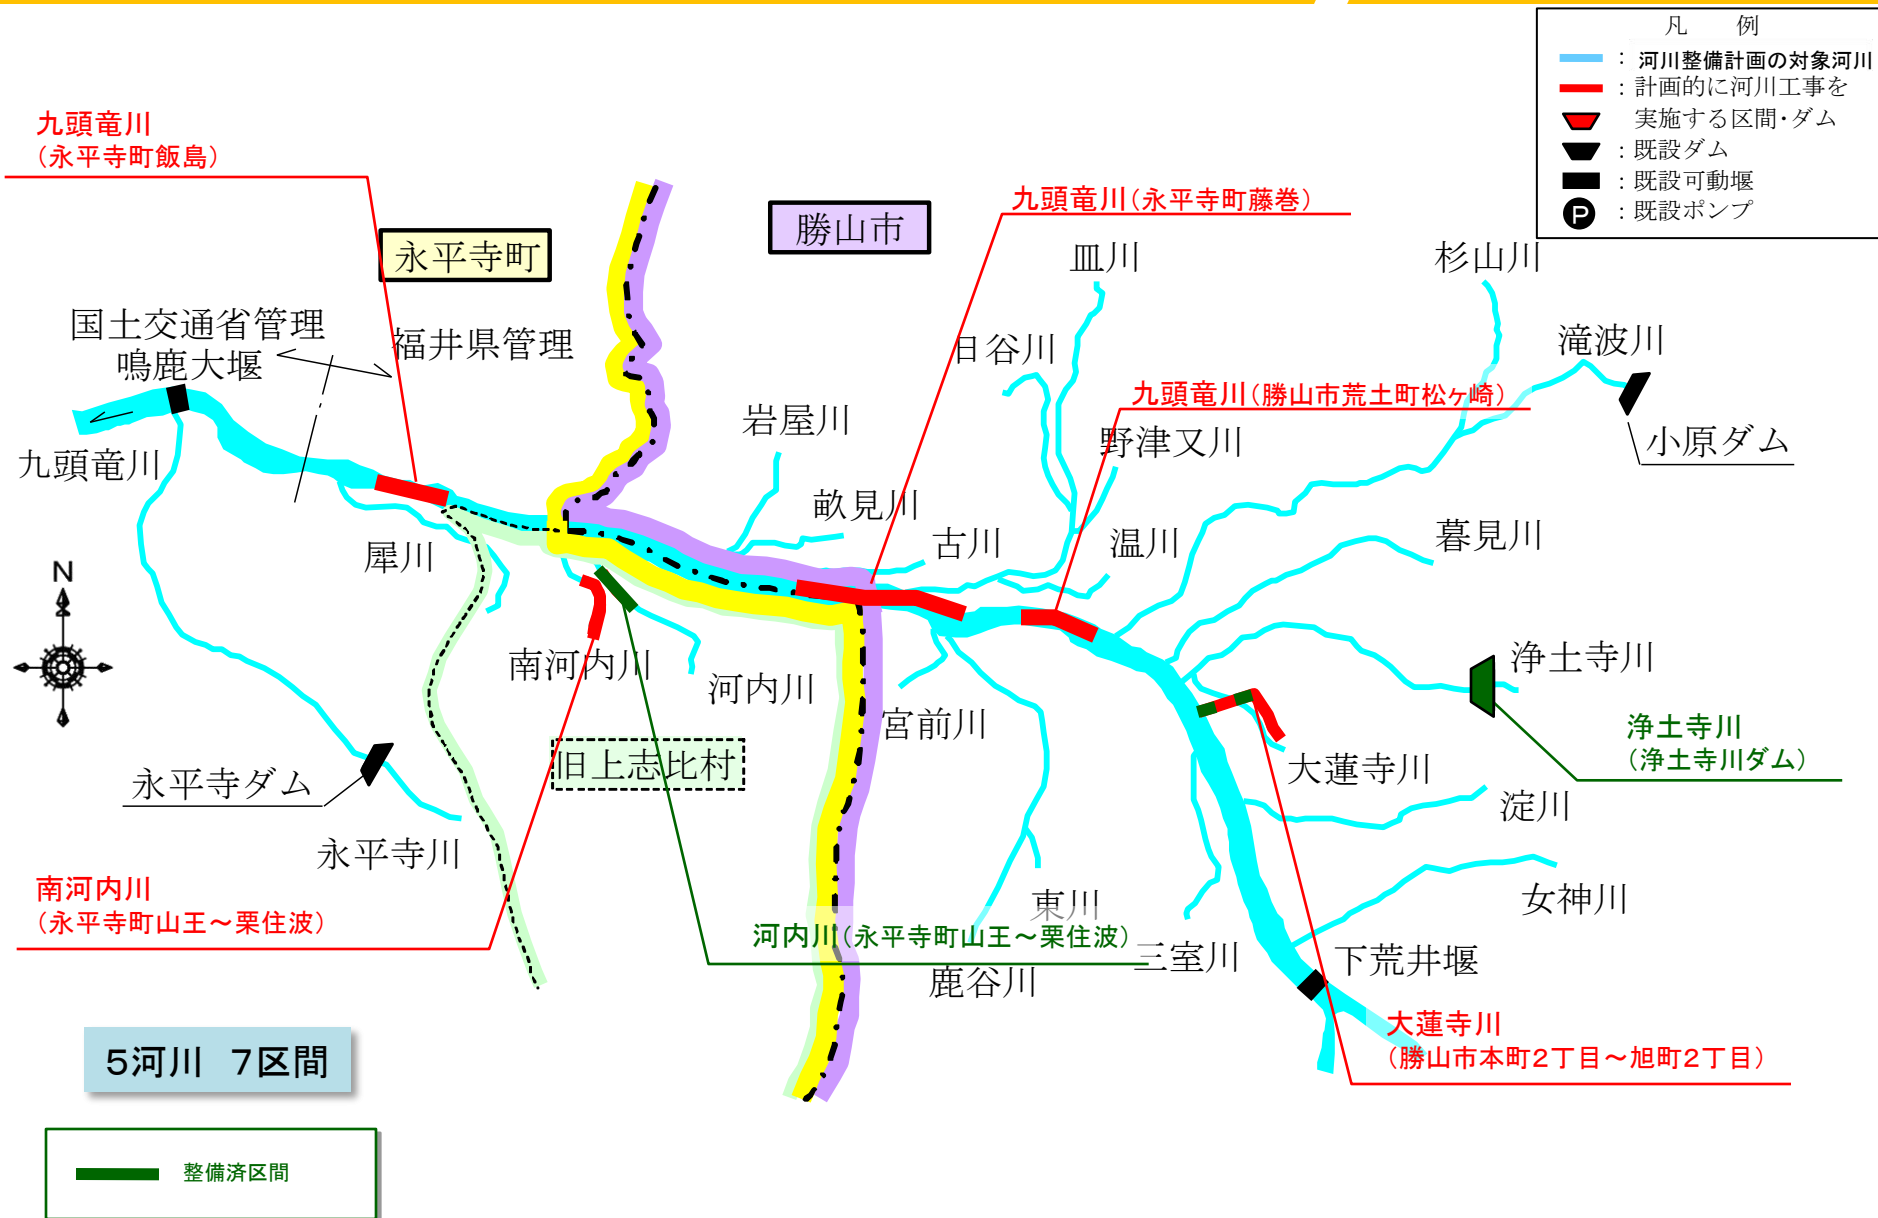 凡　例
：河川整備計画の対象河川
：計画的に河川工事を
実施する区間・ダム
：既設ダム
：既設可動堰
P：既設ポンプ
九頭竜川
（永平寺町飯島）
永平寺町
勝山市
九頭竜川（永平寺町藤巻）
皿川
杉山川
国土交通省管理
福井県管理
鳴鹿大堰
日谷川
滝波川
九頭竜川（勝山市荒土町松ヶ崎）
岩屋川
野津又川
小原ダム
九頭竜川
畝見川
古川
温川
暮見川
犀川
N
南河内川
河内川
浄土寺川
宮前川
浄土寺川
（浄土寺川ダム）
旧上志比村
大蓮寺川
永平寺ダム
淀川
永平寺川
南河内川
（永平寺町山王～栗住波）
東川
女神川
河内川（永平寺町山王～栗住波）
三室川
下荒井堰
鹿谷川
大蓮寺川
（勝山市本町2丁目～旭町2丁目）
5河川　7区間
整備済区間